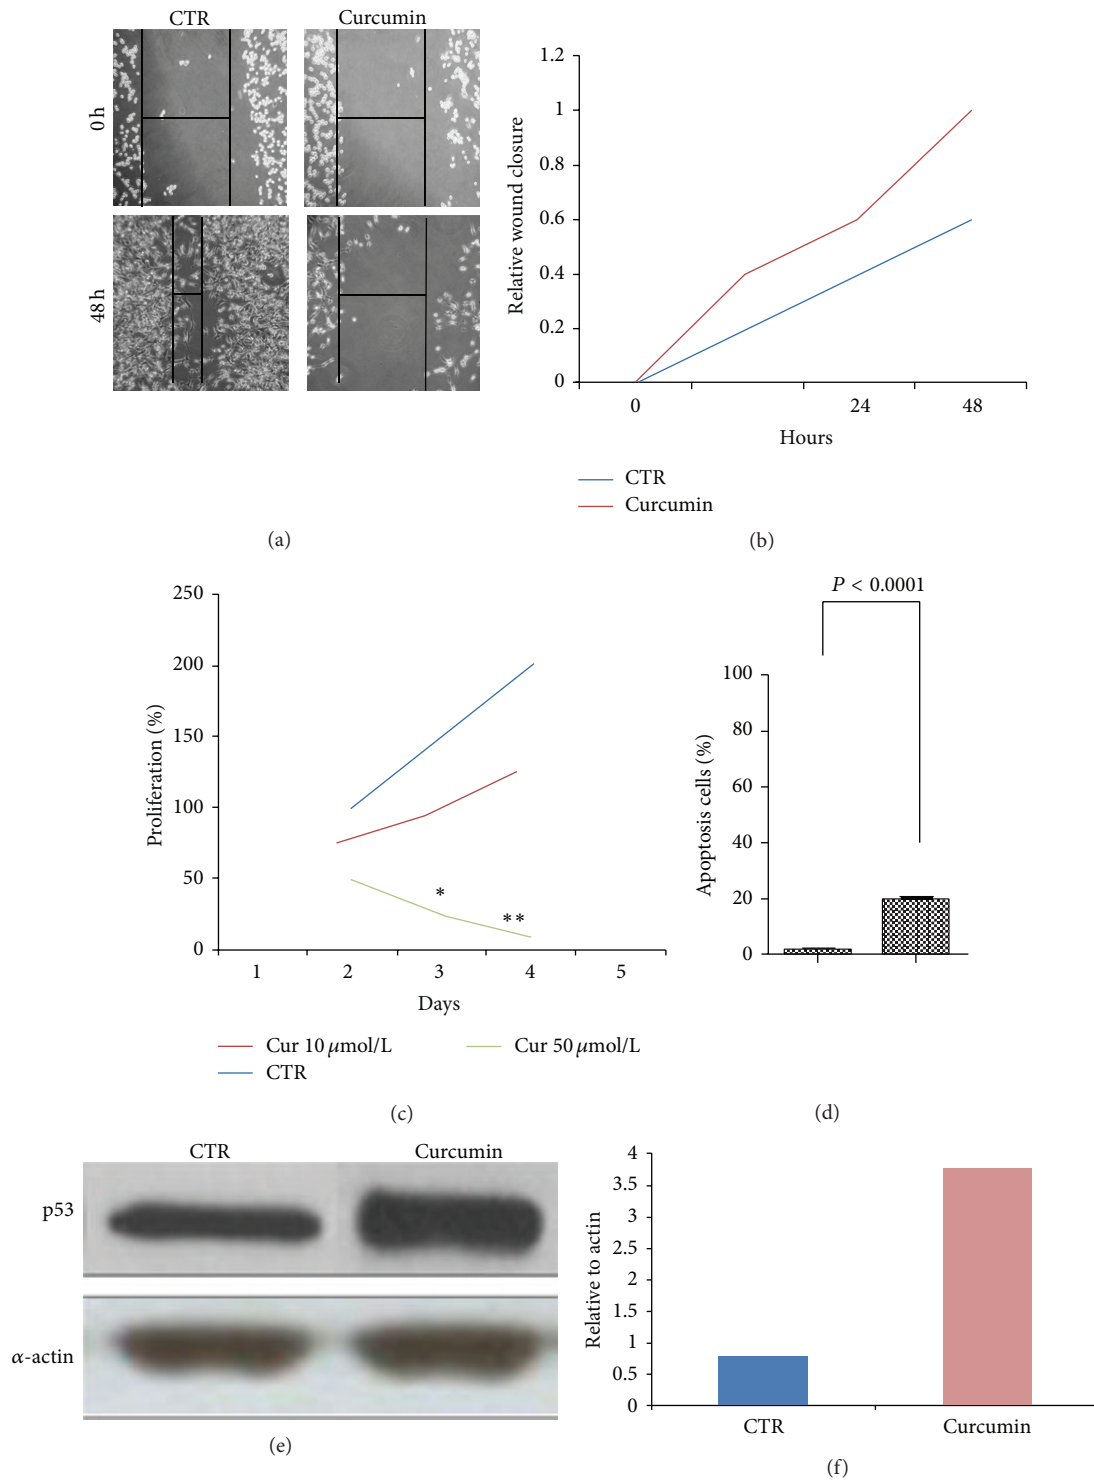 CTR
Curcumin
0 h
48 h
(a)
1.2
1
0.8
0.6
0.4
0.2
0
Relative wound closure
0
24
48
Hours
CTR
Curcumin
(b)
250
200
150
100
50
0
Proliferation (%)
*
**
1
2
3
4
5
Days
Cur 10 μmol/L
Cur 50 μmol/L
CTR
(c)
P < 0.0001
100
80
60
40
20
0
Apoptosis cells (%)
(d)
CTR
Curcumin
p53
α-actin
(e)
4
3.5
3
2.5
2
1.5
1
0.5
0
Relative to actin
CTR
Curcumin
(f)